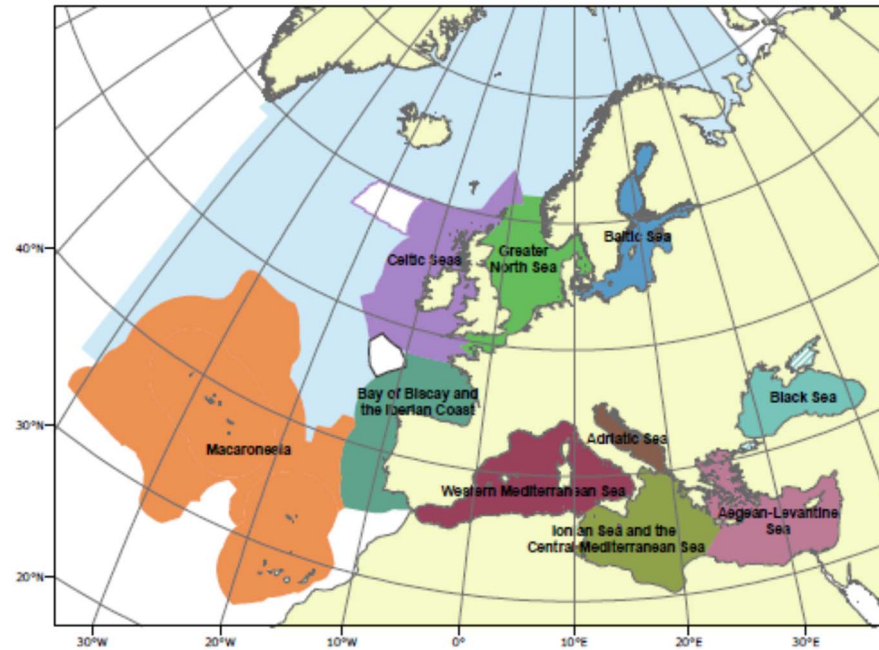 40°N
30°N
20°N
Celtic Seas
Greater
North Sea
Baltic Sea
Bay of Biscay and
the Iberian Coast
Black Sea
Macaronesia
Adriatic Sea
Western Mediterranean Sea
Ionian Sea and the
Central Mediterranean Sea
Aegean-Levantine
Sea
30°W
20°W
10°W
0°
10°E
20°E
30°E